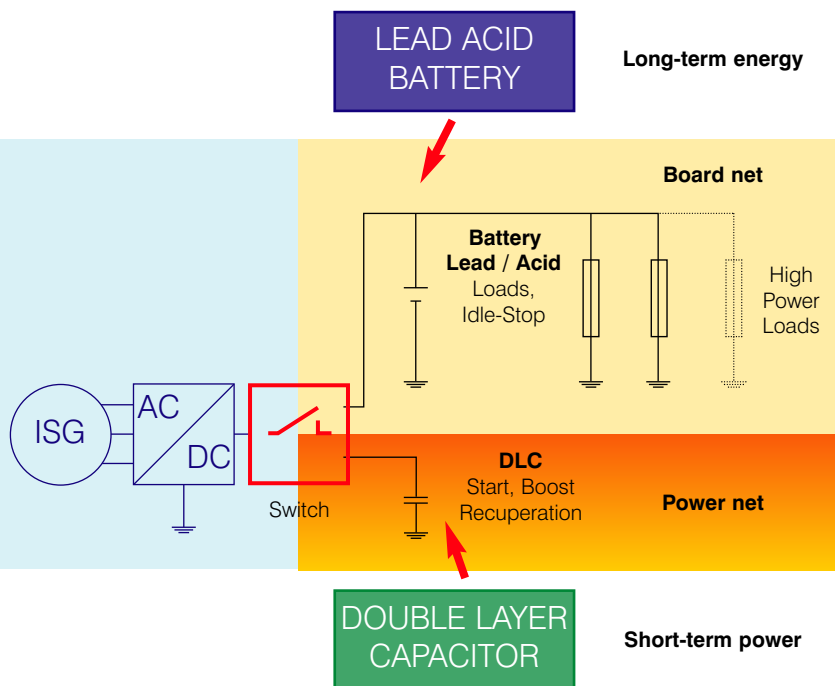 LEAD ACID
BATTERY
Long-term energy
Board net
Battery
Lead / Acid
Loads,
Idle-Stop
High
Power
Loads
ISG
AC
DC
Switch
DLC
Start, Boost
Recuperation
Power net
DOUBLE LAYER
CAPACITOR
Short-term power